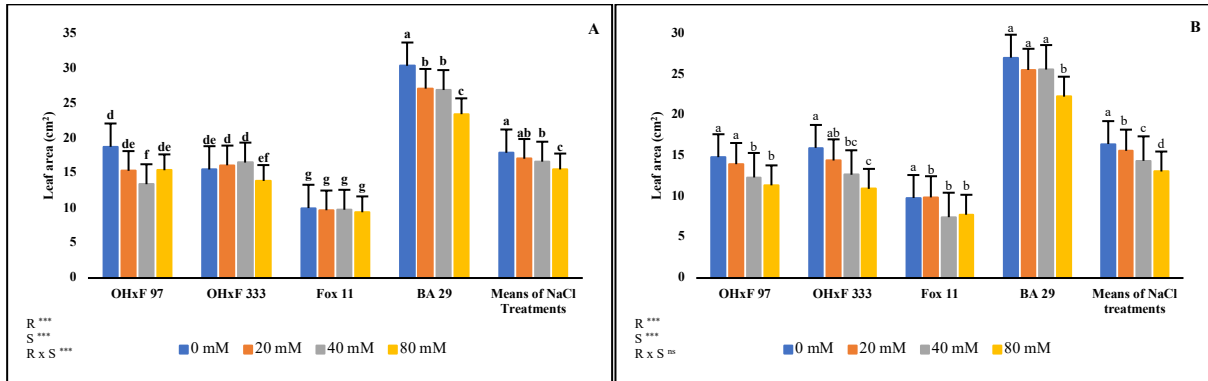 A
Leaf area (cm²)
35
30
25
20
15
10
5
0
d de f de
de d d ef
g g g g
a b b c
a ab b c
OHxF 97 OHxF 333 Fox 11 BA 29 Means of NaCl
Treatments
R ***
S ***
R x S ***
0 mM 20 mM 40 mM 80 mM
B
Leaf area (cm²)
30
25
20
15
10
5
0
a a b b
a ab bc c
a b b b
a a a b
a b c d
OHxF 97 OHxF 333 Fox 11 BA 29 Means of NaCl
treatments
R ***
S ***
R x S ns
0 mM 20 mM 40 mM 80 mM